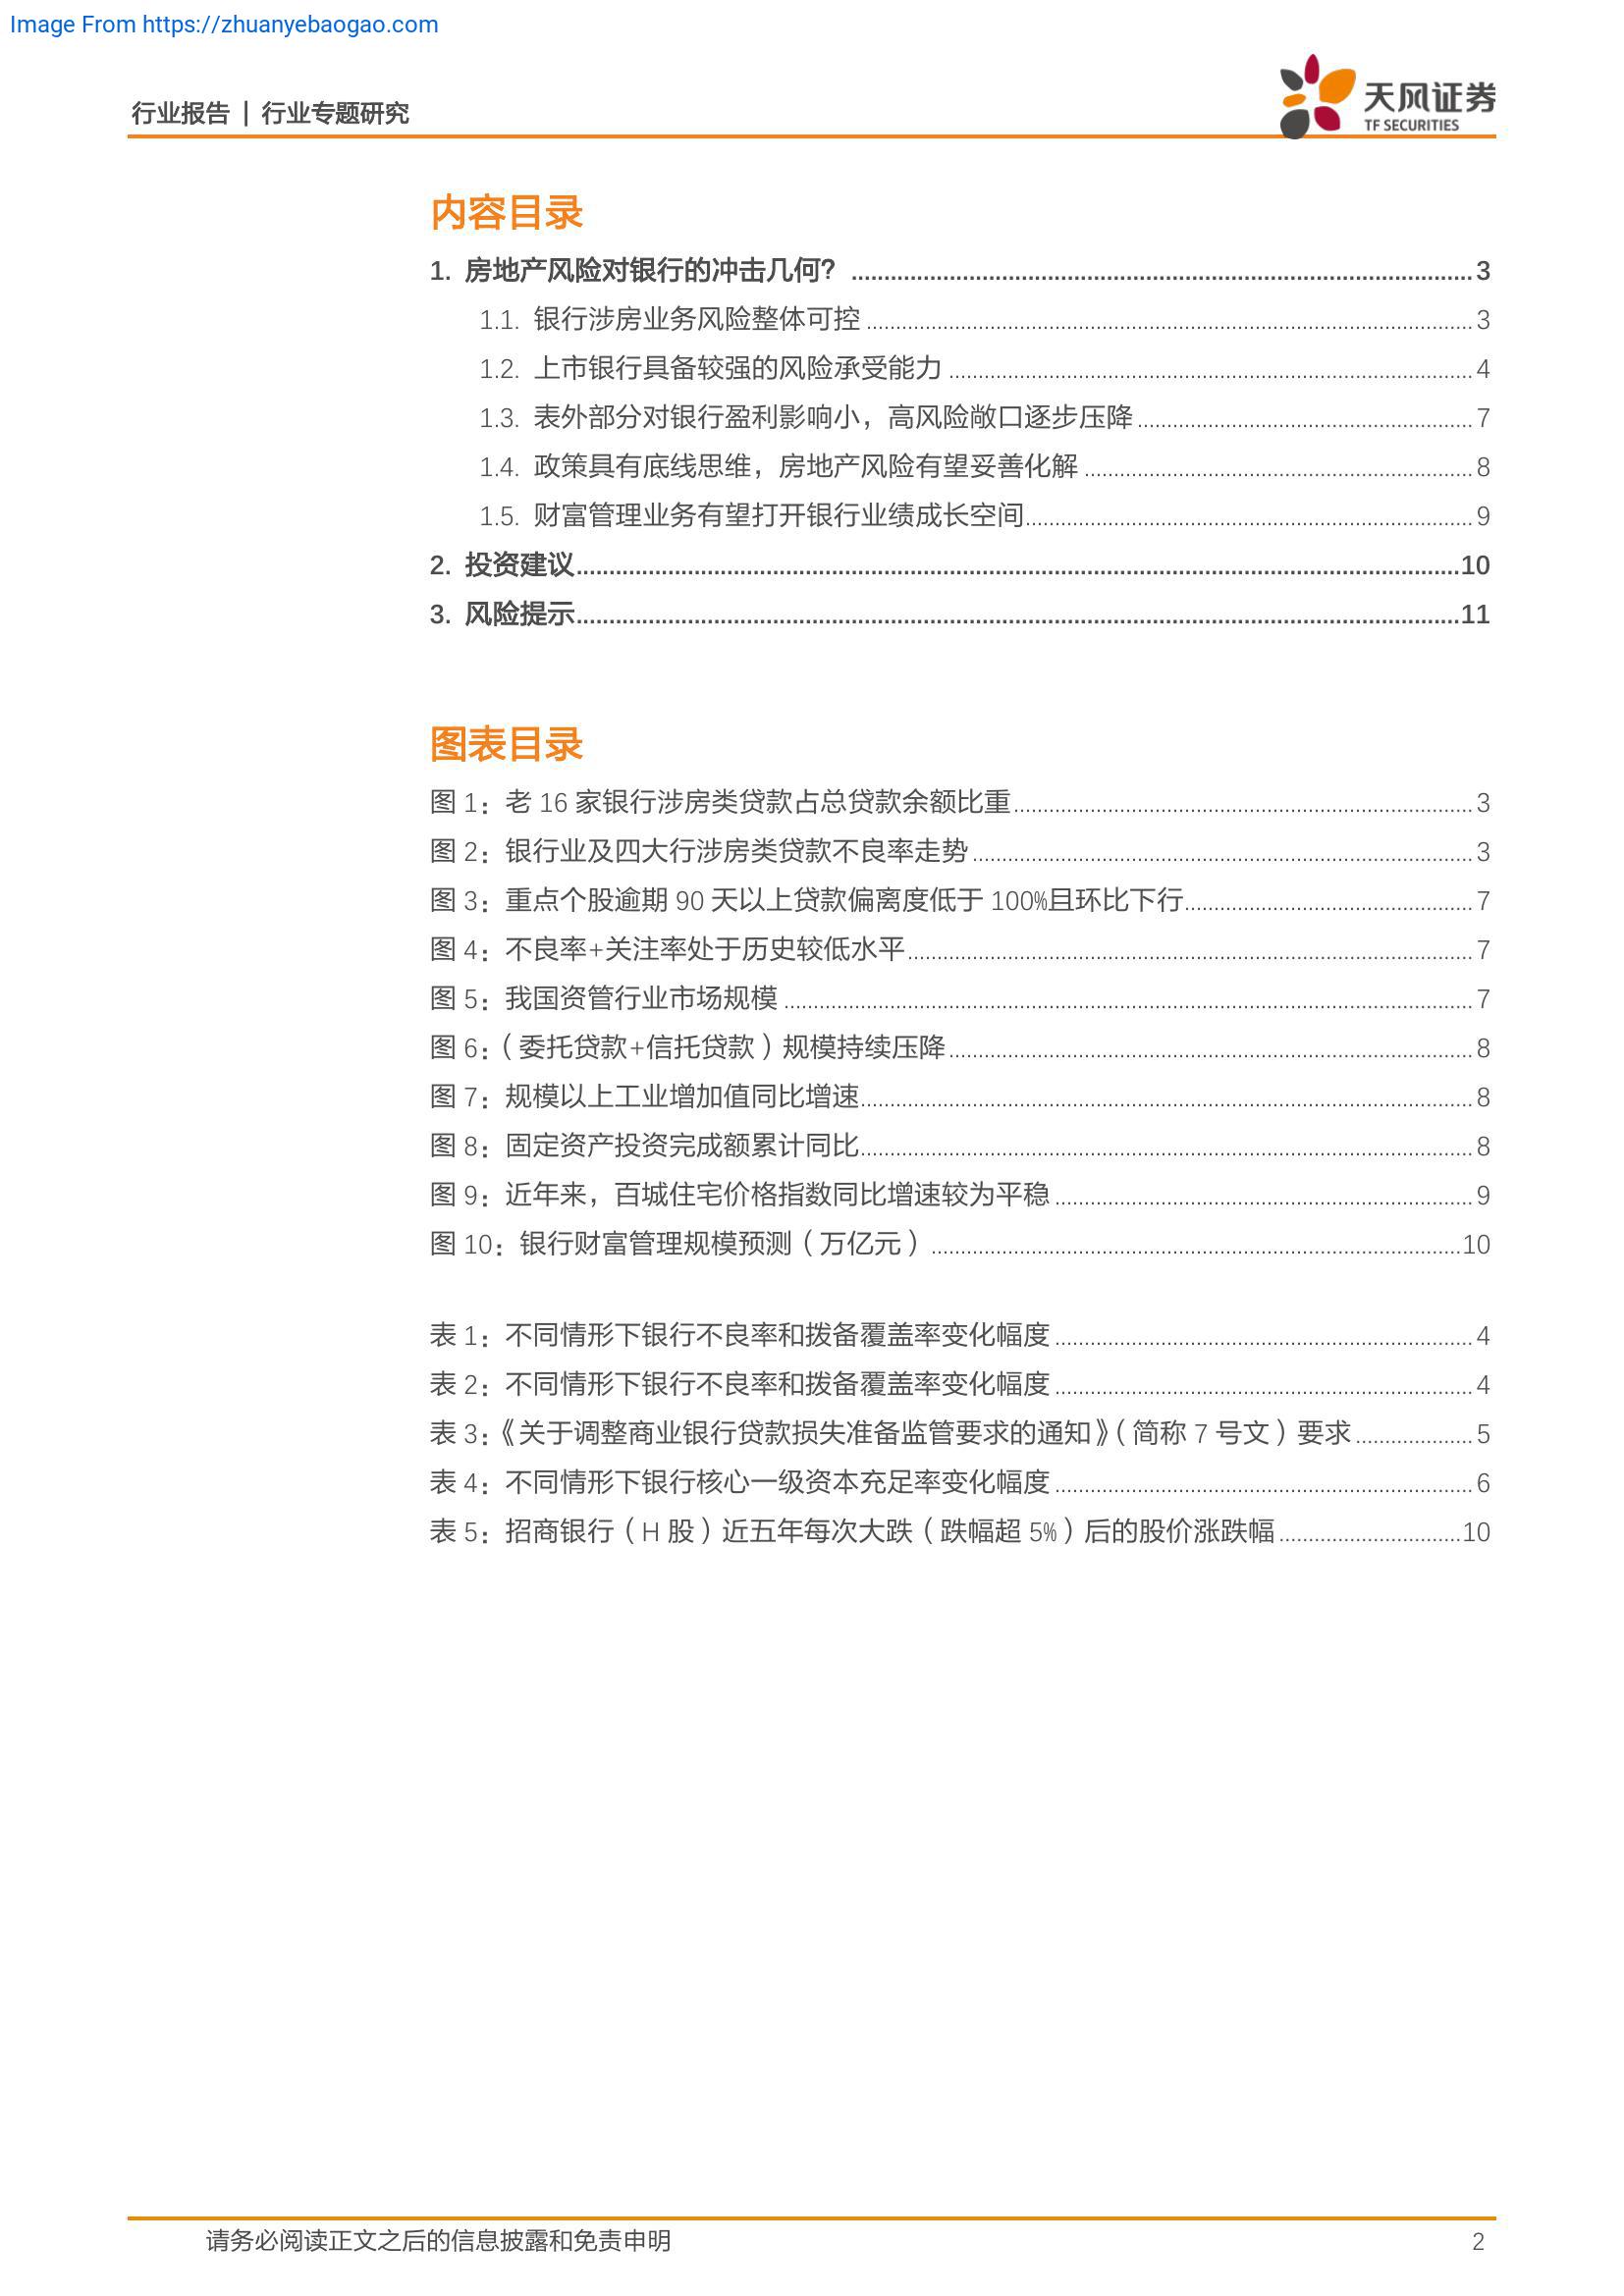 Image From https://zhuanyebaogao.com
行业报告 | 行业专题研究
天风证券
TF SECURITIES
内容目录
1. 房地产风险对银行的冲击几何？ ........ 3
1.1. 银行涉房业务风险整体可控 ........ 3
1.2. 上市银行具备较强的风险承受能力 ........ 4
1.3. 表外部分对银行盈利影响小，高风险敞口逐步压降 ........ 7
1.4. 政策具有底线思维，房地产风险有望妥善化解 ........ 8
1.5. 财富管理业务有望打开银行业绩成长空间 ........ 9
2. 投资建议 ........ 10
3. 风险提示 ........ 11
图表目录
图 1：老 16 家银行涉房类贷款占总贷款余额比重 ........ 3
图 2：银行业及四大行涉房类贷款不良率走势 ........ 3
图 3：重点个股逾期 90 天以上贷款偏离度低于 100%且环比下行 ........ 7
图 4：不良率+关注率处于历史较低水平 ........ 7
图 5：我国资管行业市场规模 ........ 7
图 6：（委托贷款+信托贷款）规模持续压降 ........ 8
图 7：规模以上工业增加值同比增速 ........ 8
图 8：固定资产投资完成额累计同比 ........ 8
图 9：近年来，百城住宅价格指数同比增速较为平稳 ........ 9
图 10：银行财富管理规模预测（万亿元） ........ 10
表 1：不同情形下银行不良率和拨备覆盖率变化幅度 ........ 4
表 2：不同情形下银行不良率和拨备覆盖率变化幅度 ........ 4
表 3：《关于调整商业银行贷款损失准备监管要求的通知》（简称 7 号文）要求 ........ 5
表 4：不同情形下银行核心一级资本充足率变化幅度 ........ 6
表 5：招商银行（H 股）近五年每次大跌（跌幅超 5%）后的股价涨跌幅 ........ 10
请务必阅读正文之后的信息披露和免责申明
2